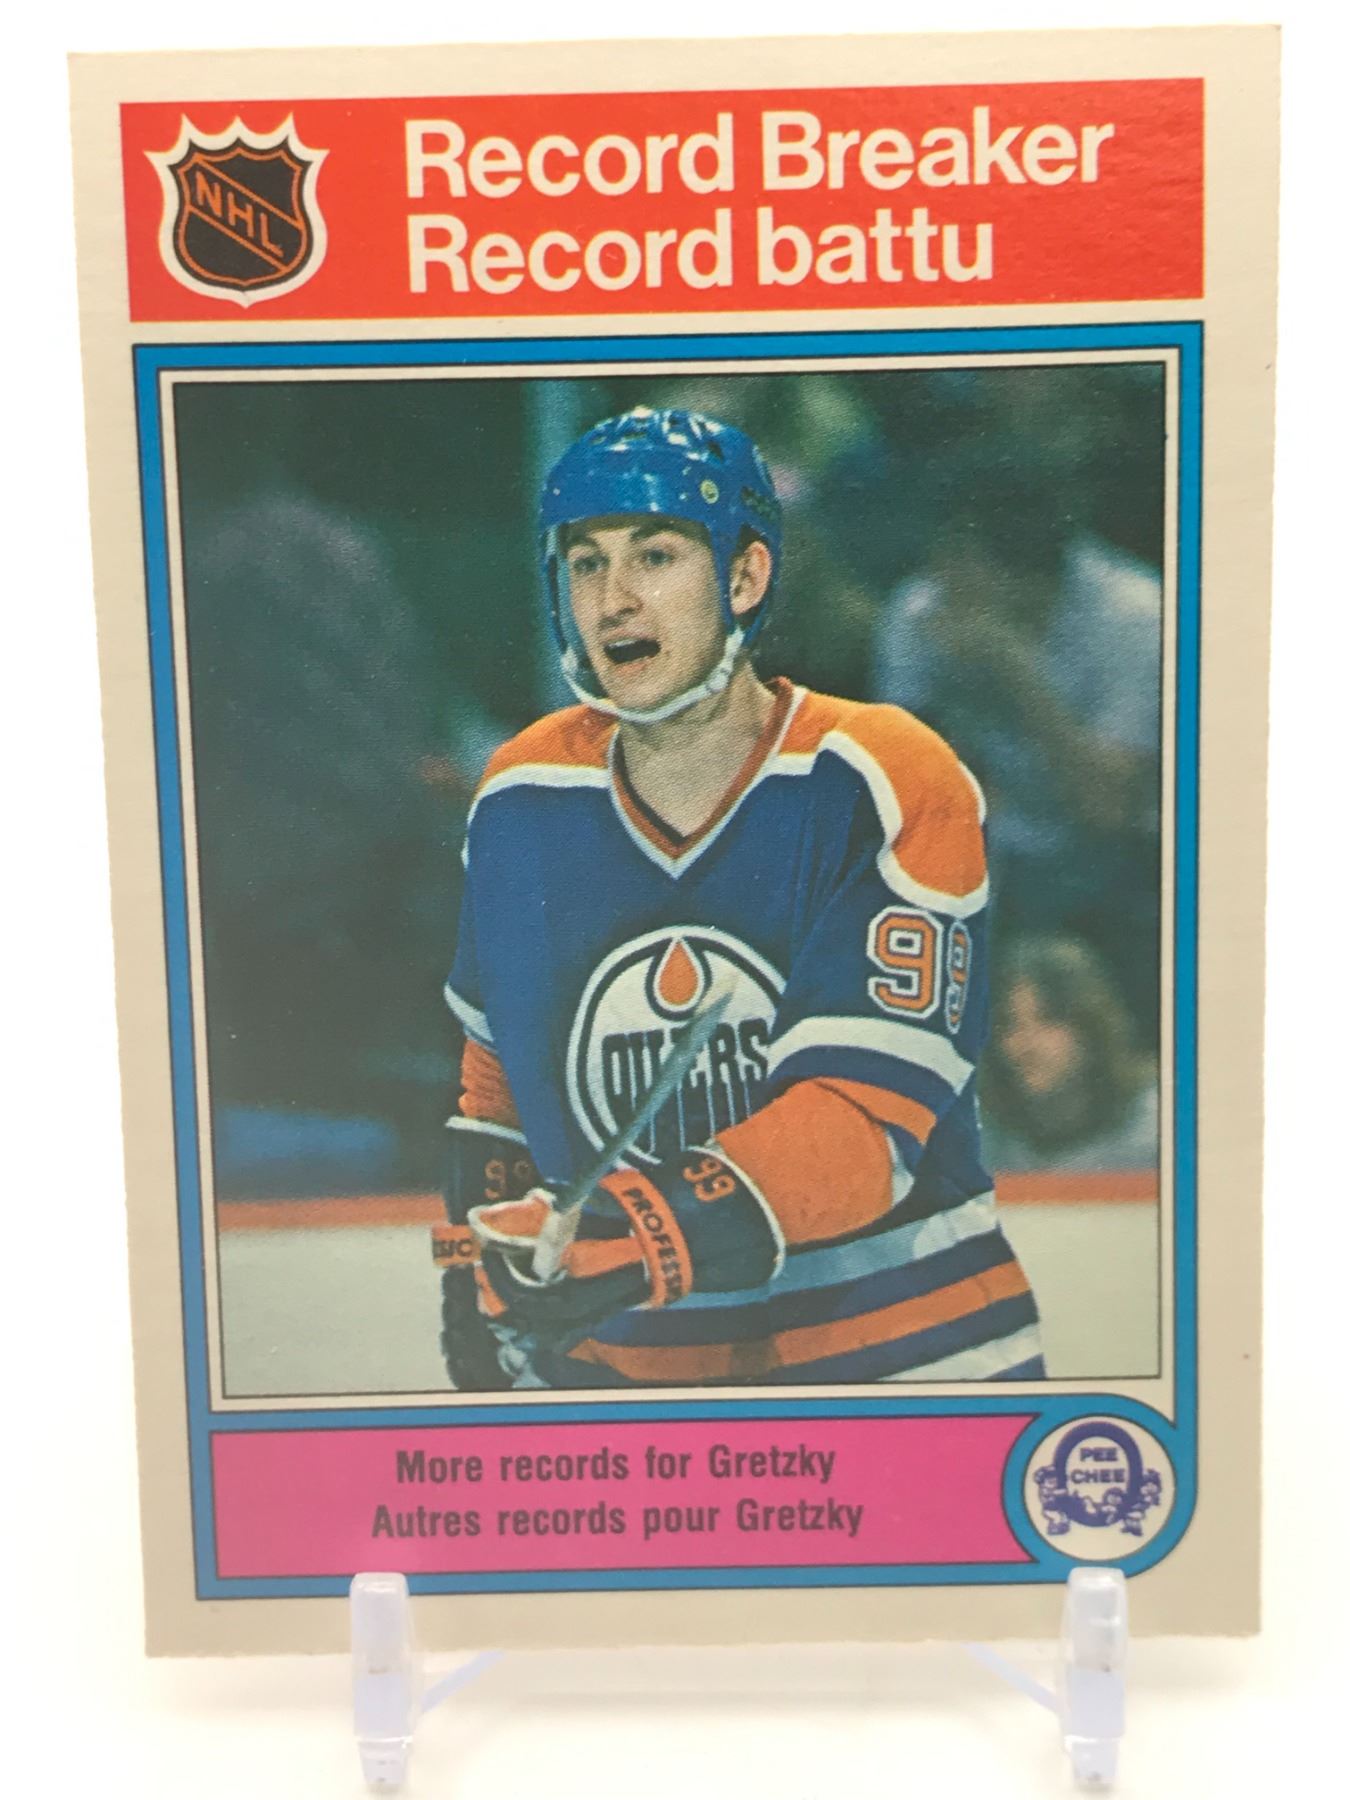 NHL
Record Breaker
Record battu
99
OILERS
99
99
PROFESS
More records for Gretzky
Autres records pour Gretzky
PEE
CHEE